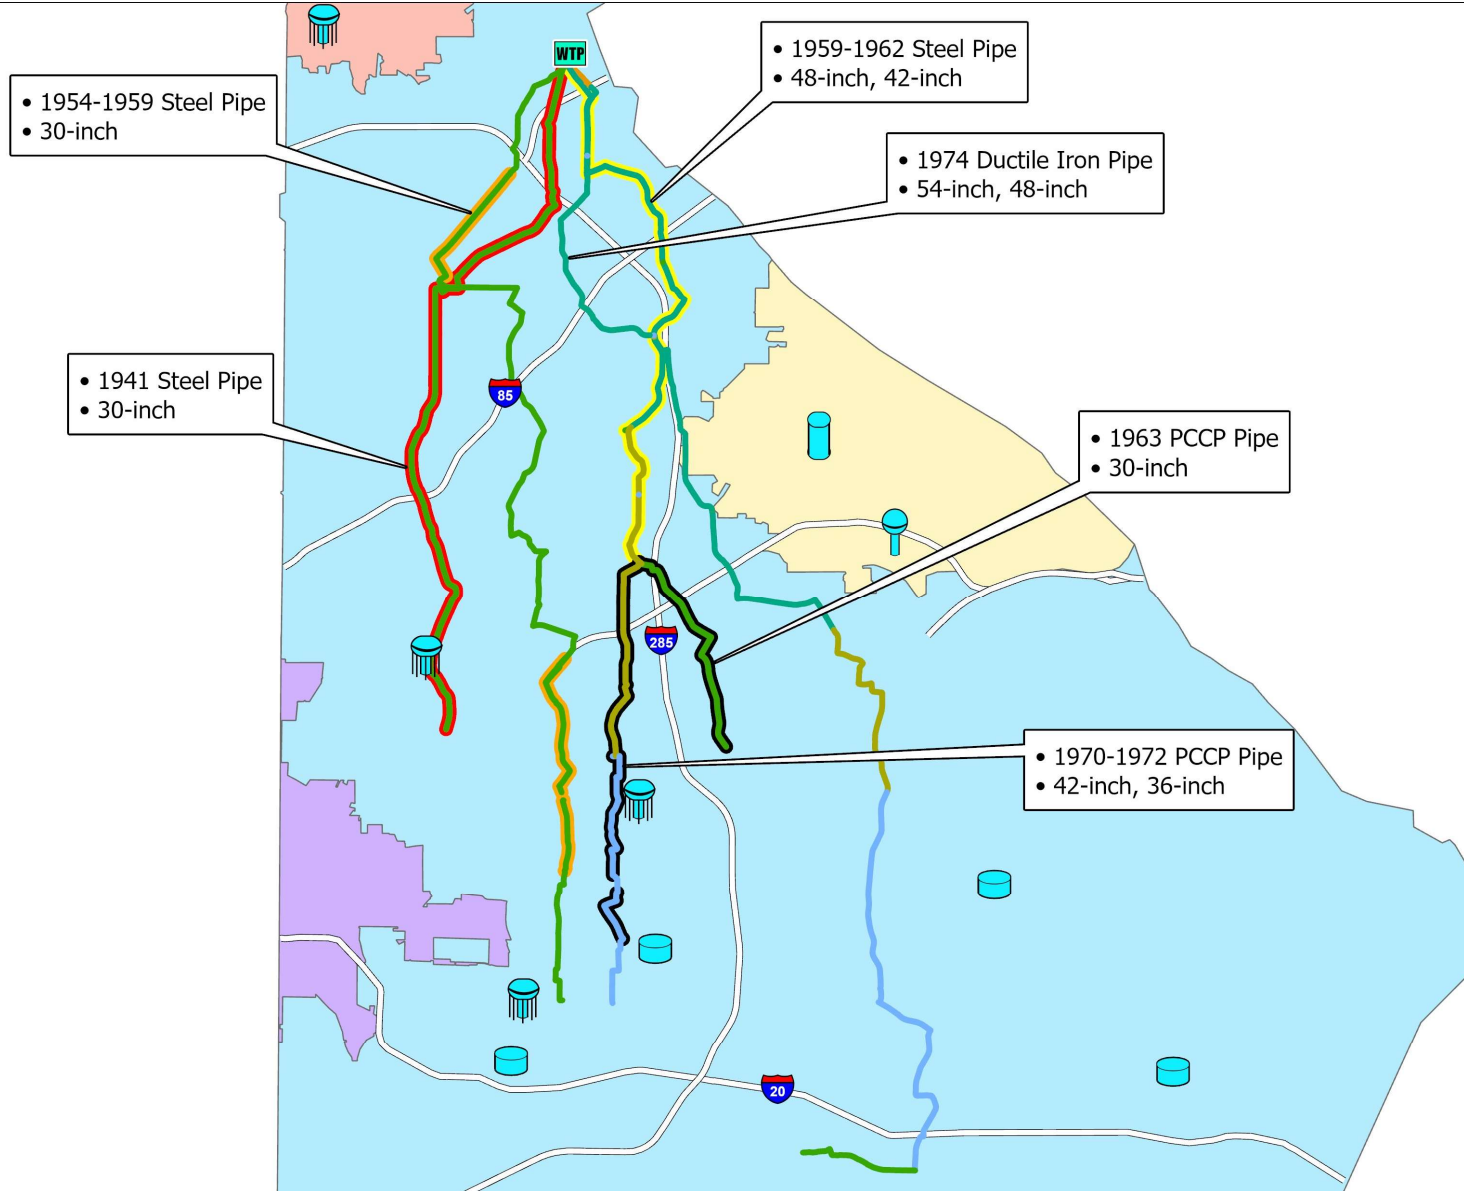 WTP
• 1959-1962 Steel Pipe
• 48-inch, 42-inch
• 1954-1959 Steel Pipe
• 30-inch
• 1974 Ductile Iron Pipe
• 54-inch, 48-inch
• 1941 Steel Pipe
• 30-inch
85
• 1963 PCCP Pipe
• 30-inch
285
• 1970-1972 PCCP Pipe
• 42-inch, 36-inch
20